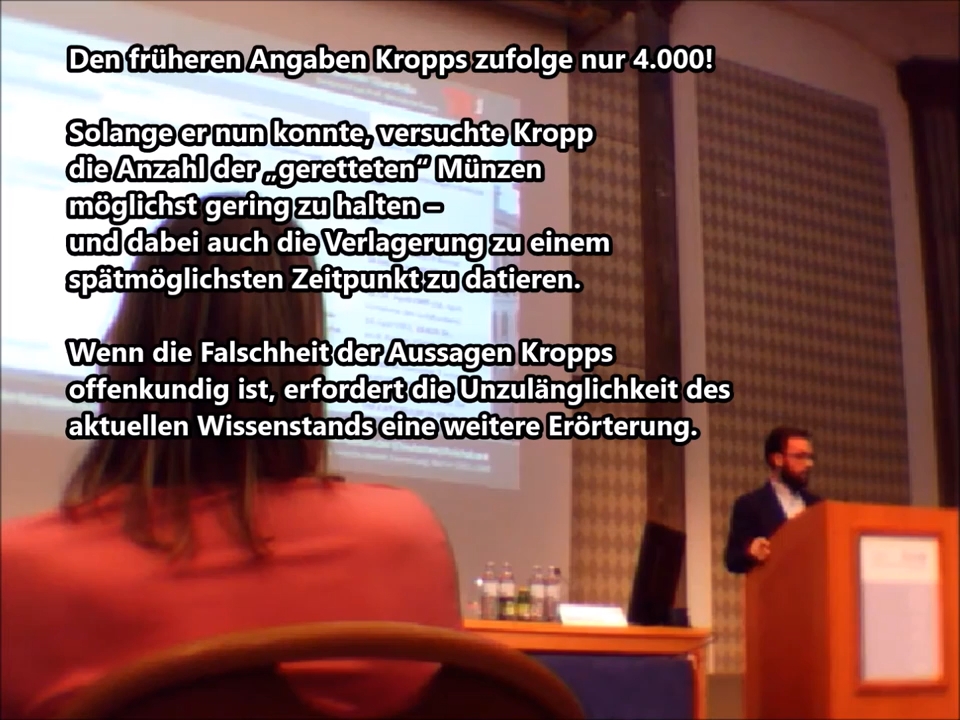 Den früheren Angaben Kropps zufolge nur 4.000!
Solange er nun konnte, versuchte Kropp
die Anzahl der „geretteten“ Münzen
möglichst gering zu halten –
und dabei auch die Verlagerung zu einem
spätmöglichsten Zeitpunkt zu datieren.
Wenn die Falschheit der Aussagen Kropps
offenkundig ist, erfordert die Unzulänglichkeit des
aktuellen Wissenstands eine weitere Erörterung.